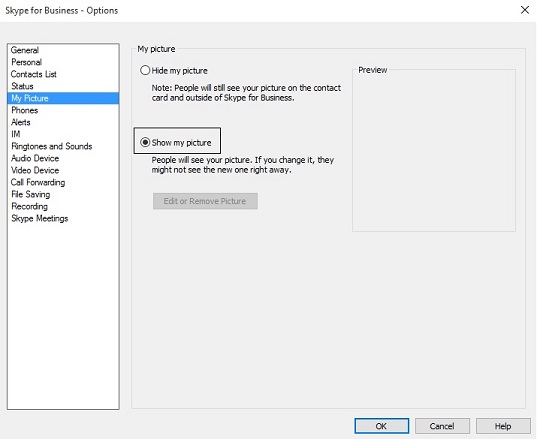 Skype for Business - Options
General
Personal
Contacts List
Status
My Picture
Phones
Alerts
IM
Ringtones and Sounds
Audio Device
Video Device
Call Forwarding
File Saving
Recording
Skype Meetings
My picture
Hide my picture
Note: People will still see your picture on the contact
card and outside of Skype for Business.
Show my picture
People will see your picture. If you change it, they
might not see the new one right away.
Edit or Remove Picture
Preview
OK
Cancel
Help